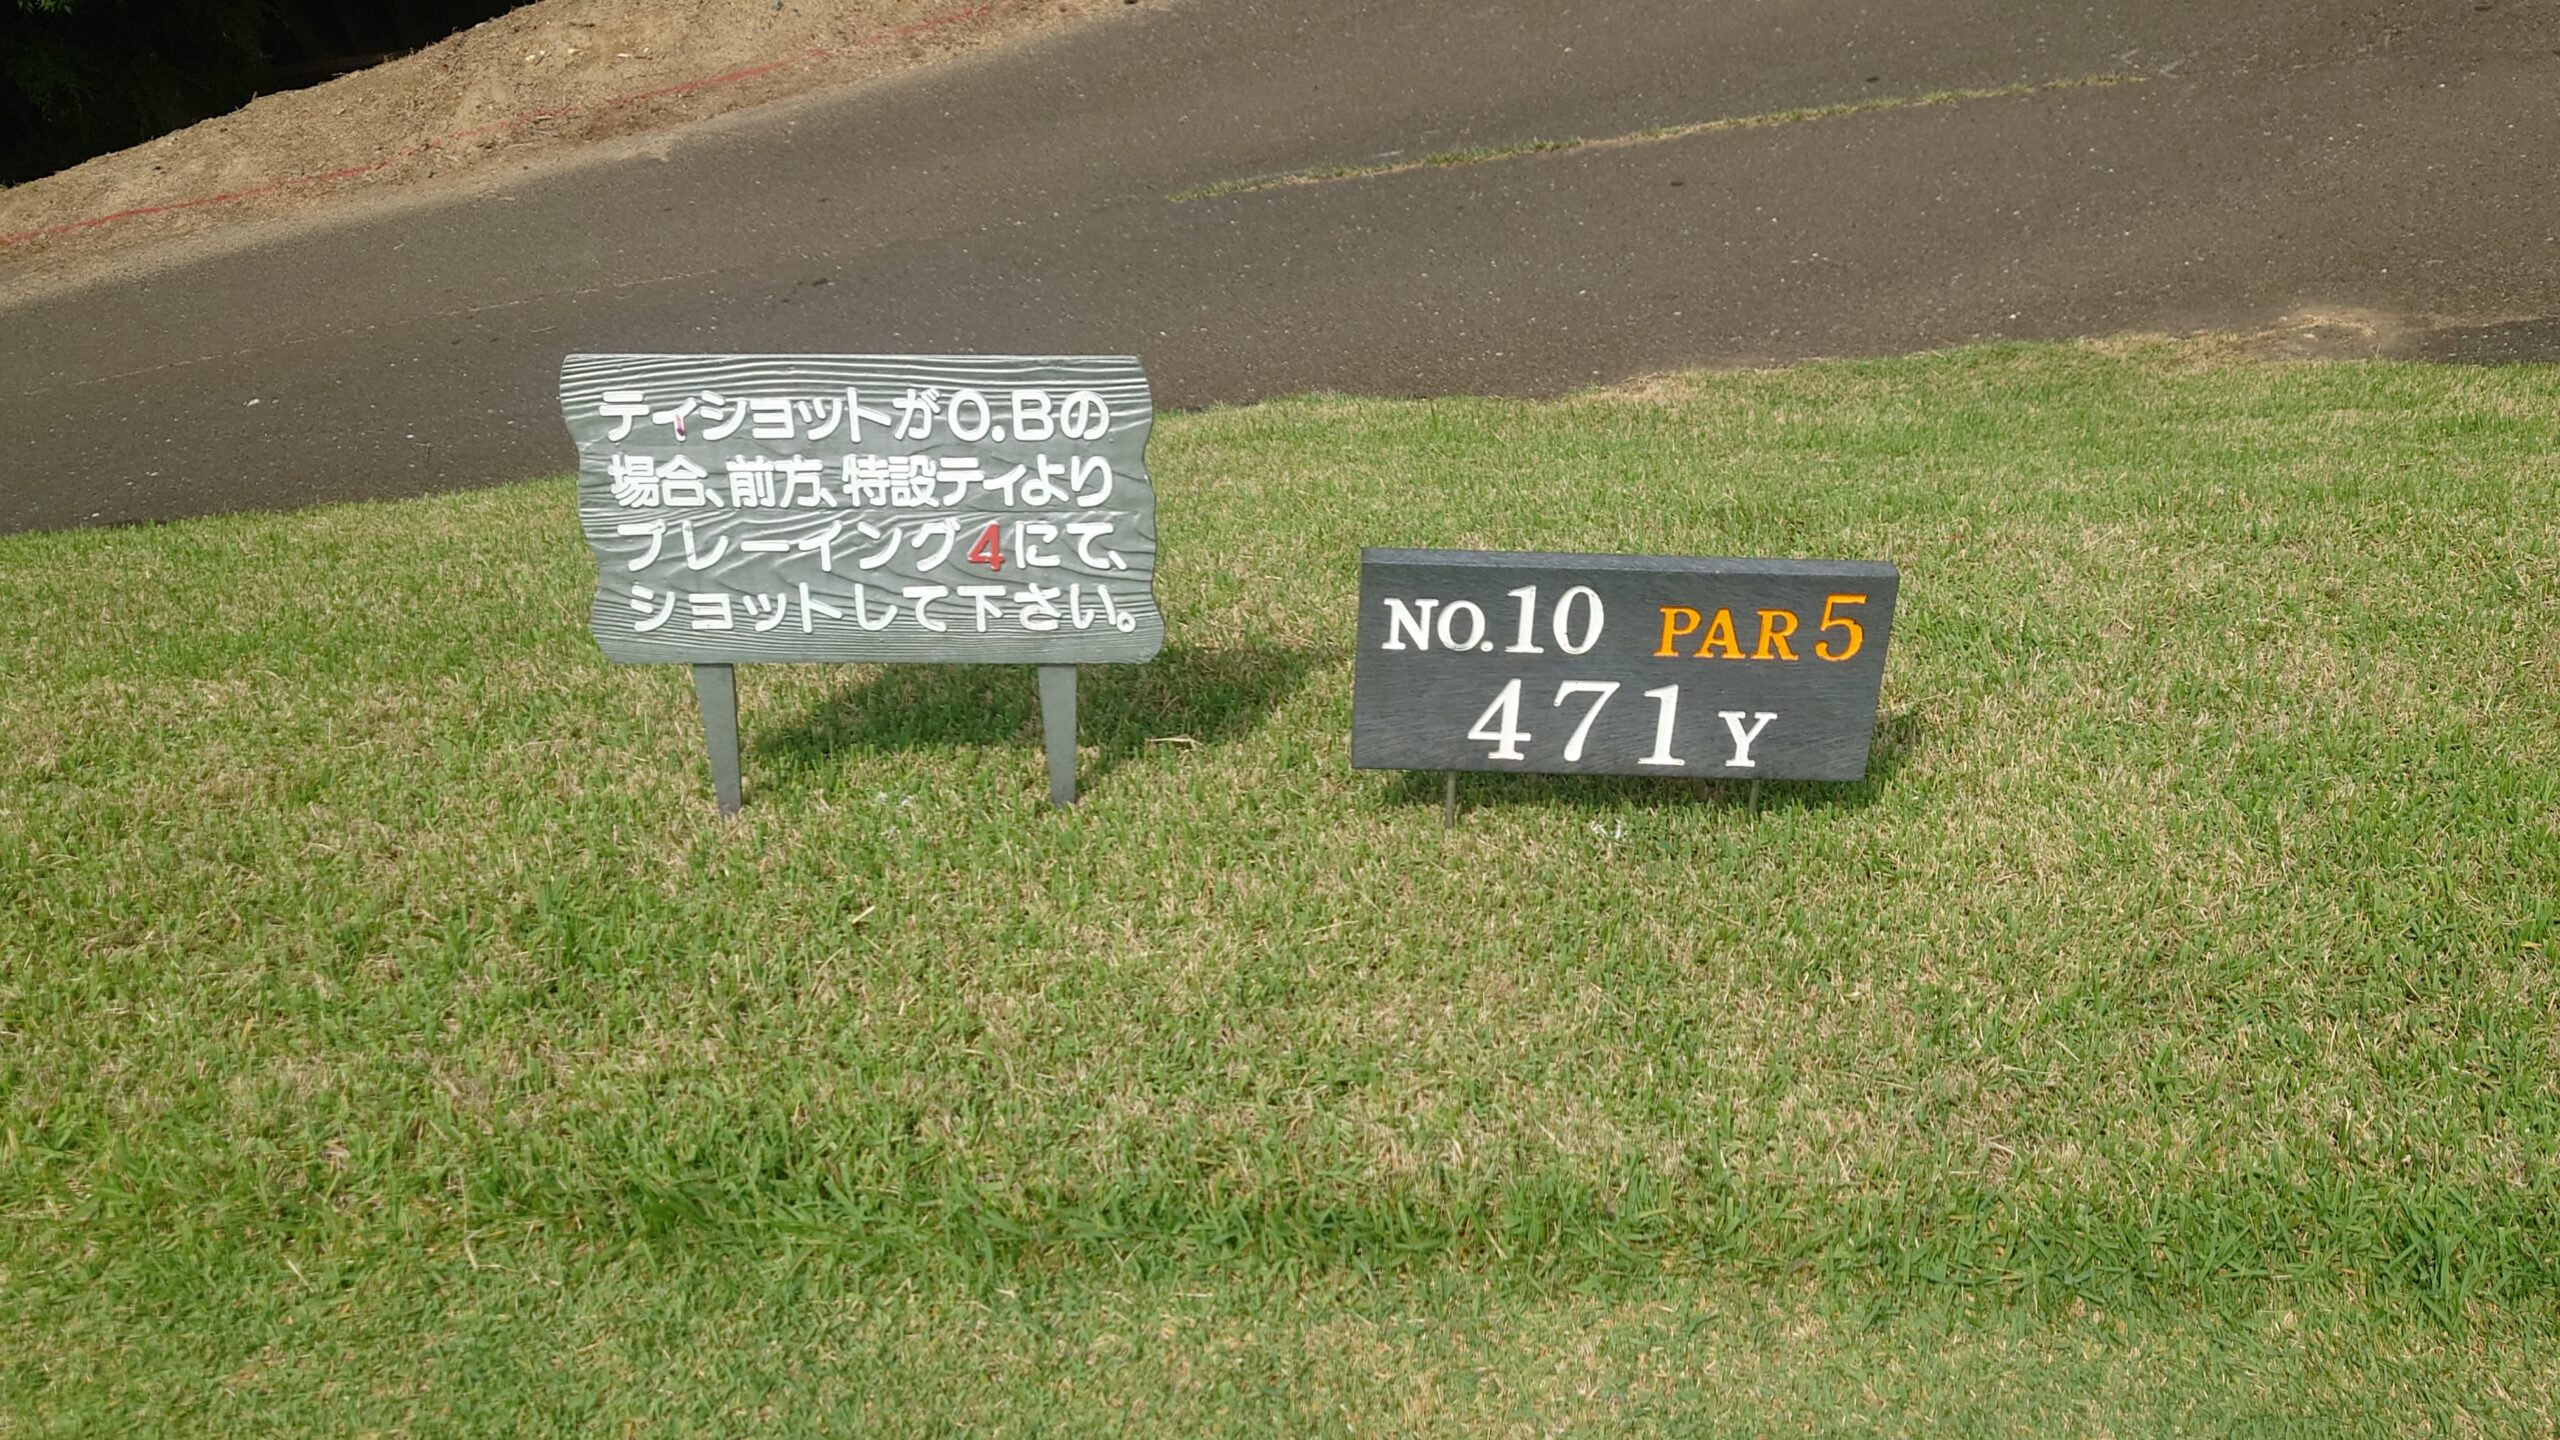 ティショットがO.Bの
場合、前方、特設ティより
プレーイング4にて、
ショットして下さい。
NO.10 PAR5
471Y